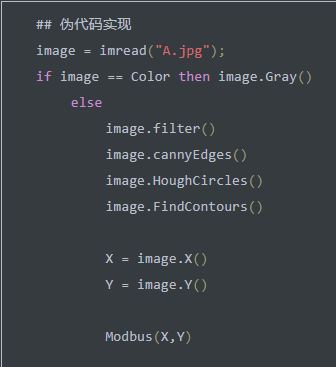 ## 伪代码实现
image = imread("A.jpg");
if image == Color then image.Gray()
else
image.filter()
image.cannyEdges()
image.HoughCircles()
image.FindContours()
X = image.X()
Y = image.Y()
Modbus(X,Y)